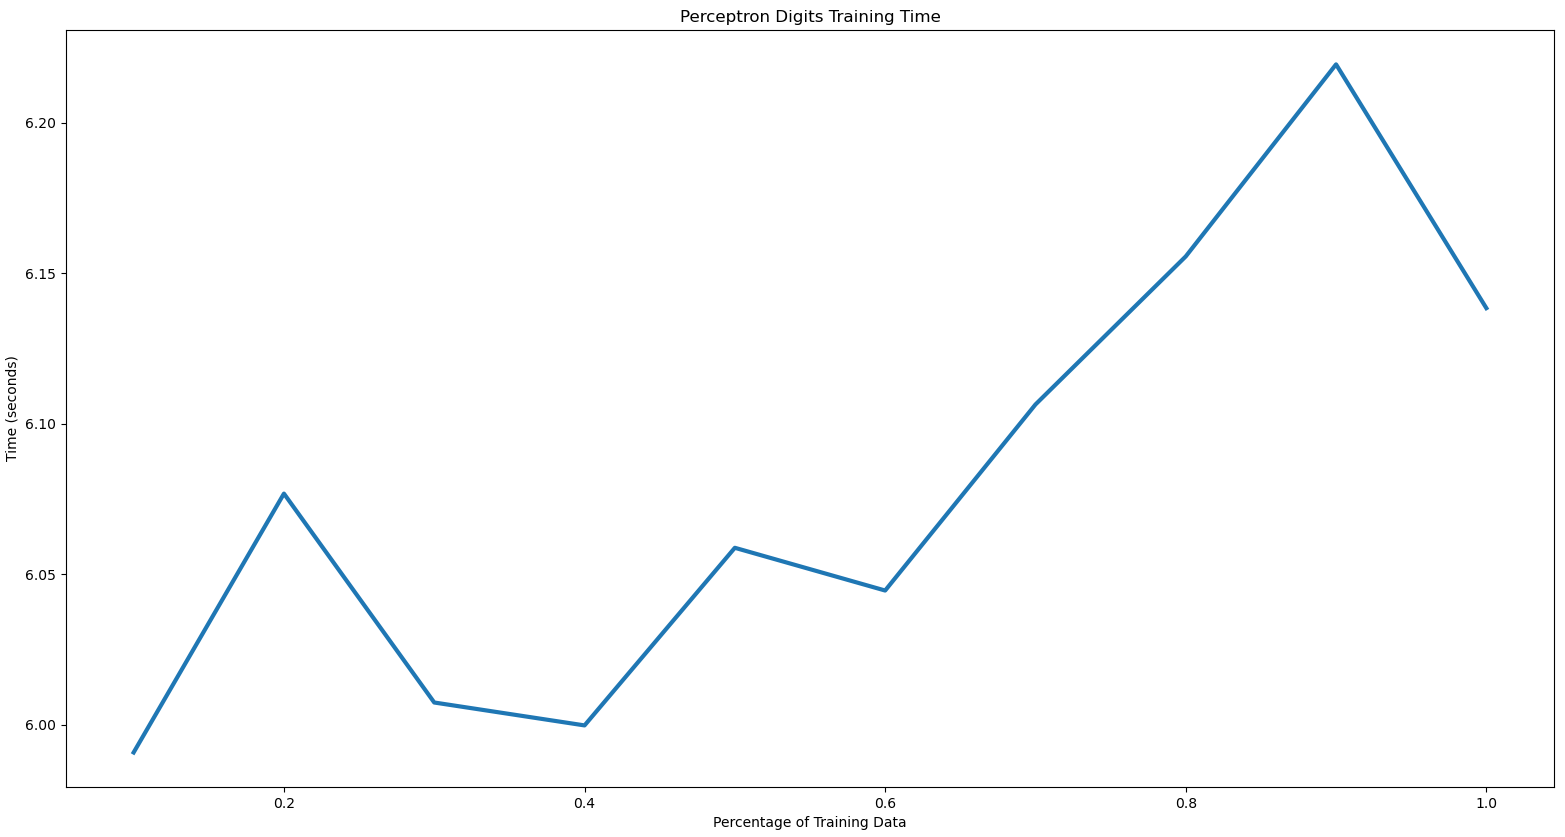 Perceptron Digits Training Time
6.20
6.15
6.10
6.05
6.00
Time (seconds)
0.2 0.4 0.6 0.8 1.0
Percentage of Training Data